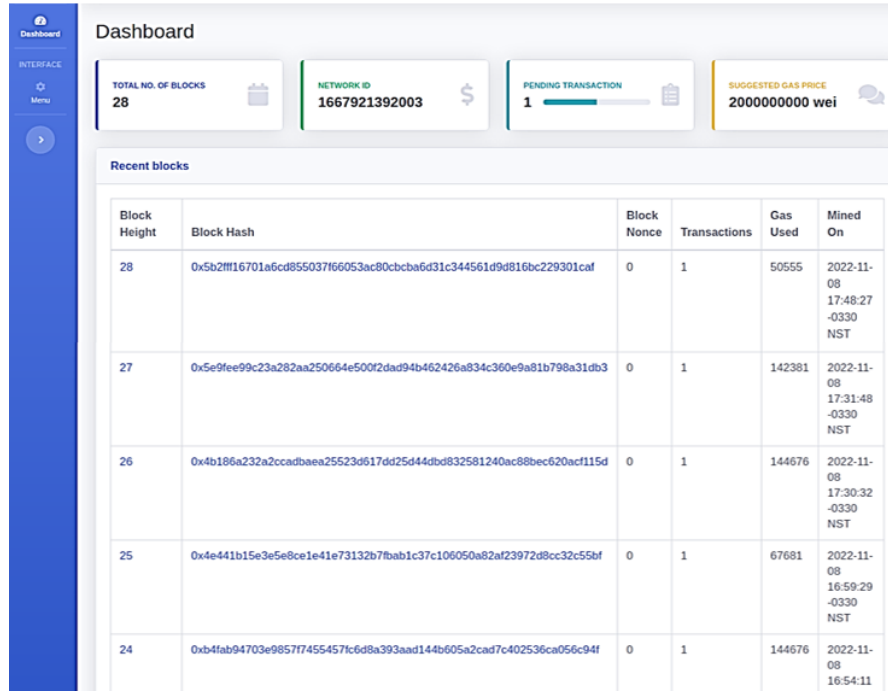 Dashboard
INTERFACE
Menu
Dashboard
TOTAL NO. OF BLOCKS
28
NETWORK ID
1667921392003
PENDING TRANSACTION
1
SUGGESTED GAS PRICE
2000000000 wei
Recent blocks
Block Height Block Hash Block Nonce Transactions Gas Used Mined On
28 0x5b2fff16701a6cd855037f66053ac80cbcba6d31c344561d9d816bc229301caf 0 1 50555 2022-11-08 17:48:27 -0330 NST
27 0x5e9fee99c23a282aa250664e500f2dad94b462426a834c360e9a81b798a31db3 0 1 142381 2022-11-08 17:31:48 -0330 NST
26 0x4b186a232a2ccadbaea25523d617dd25d44dbd832581240ac88bec620acf115d 0 1 144676 2022-11-08 17:30:32 -0330 NST
25 0x4e441b15e3e5e8ce1e41e73132b7fbab1c37c106050a82af23972d8cc32c55bf 0 1 67681 2022-11-08 16:59:29 -0330 NST
24 0xb4fab94703e9857f7455457fc6d8a393aad144b605a2cad7c402536ca056c94f 0 1 144676 2022-11-08 16:54:11